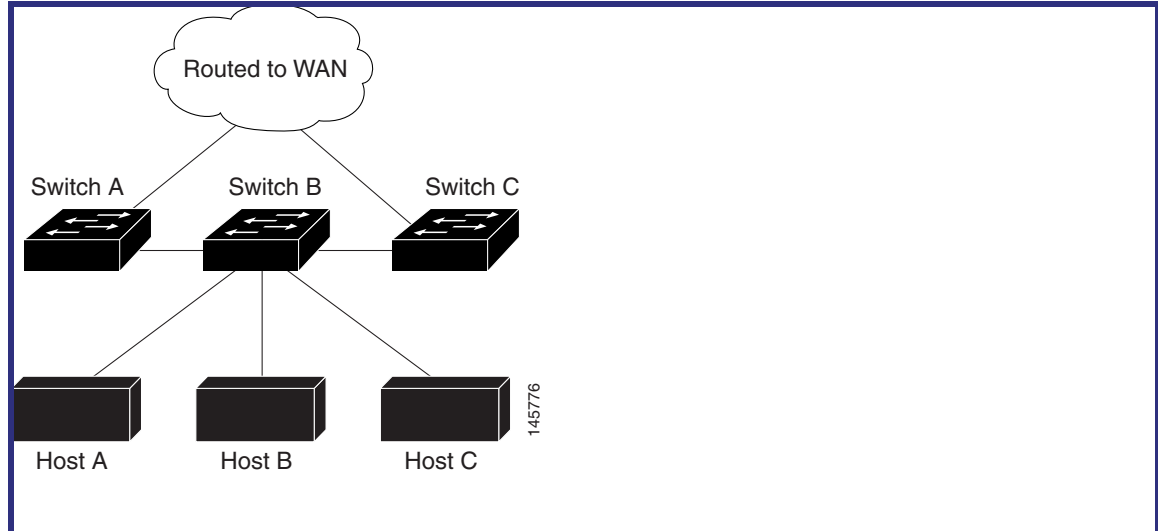 Routed to WAN
Switch A
Switch B
Switch C
145776
Host A
Host B
Host C